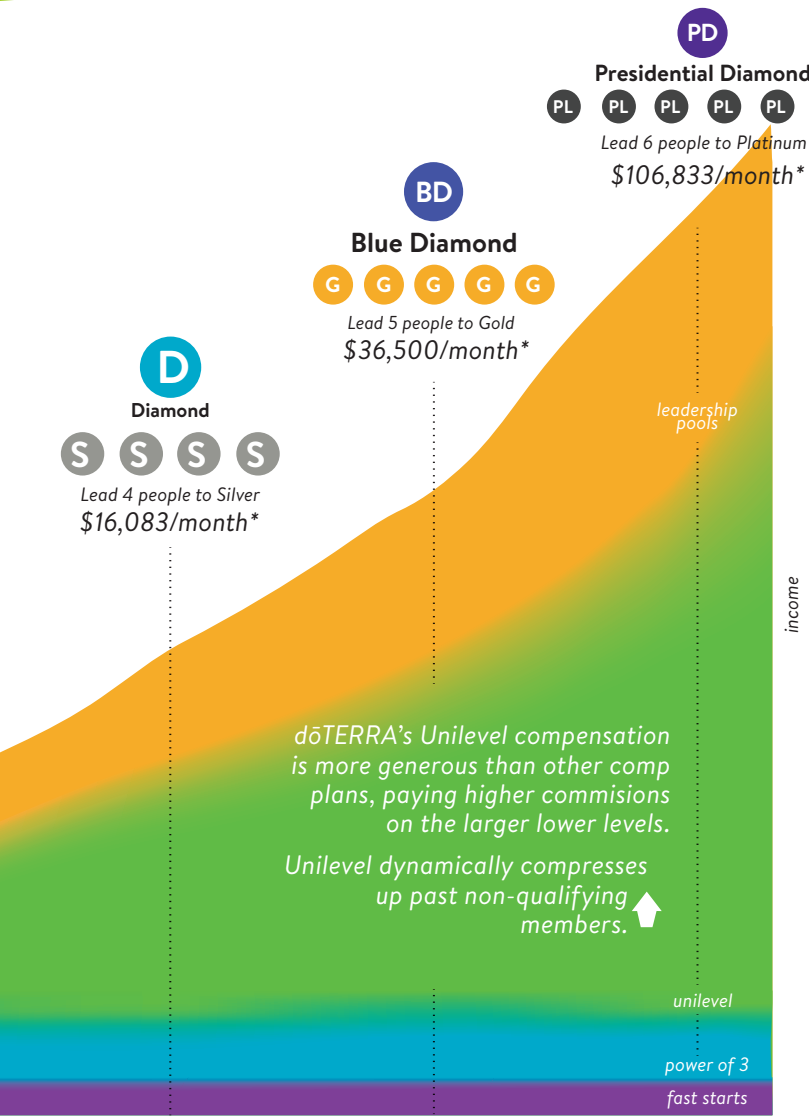 PD
Presidential Diamond
PL PL PL PL PL
Lead 6 people to Platinum
$106,833/month*
BD
Blue Diamond
G G G G G
Lead 5 people to Gold
$36,500/month*
D
Diamond
S S S S
Lead 4 people to Silver
$16,083/month*
leadership
pools
income
dōTERRA's Unilevel compensation
is more generous than other comp
plans, paying higher commisions
on the larger lower levels.
Unilevel dynamically compresses
up past non-qualifying
members.
unilevel
power of 3
fast starts